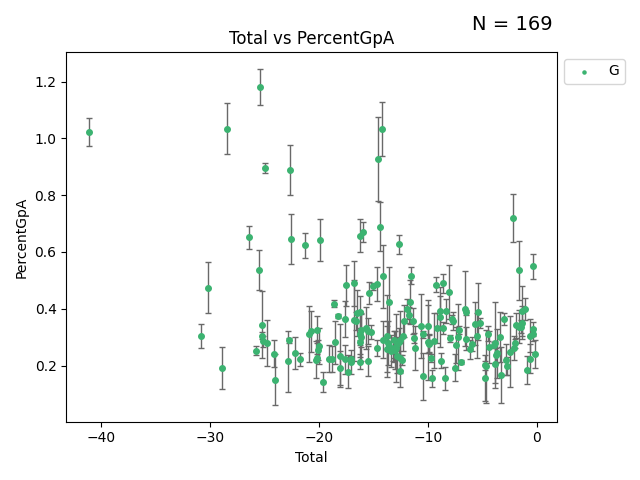 N = 169
Total vs PercentGpA
G
PercentGpA
1.2
1.0
0.8
0.6
0.4
0.2
−40
−30
−20
−10
0
Total